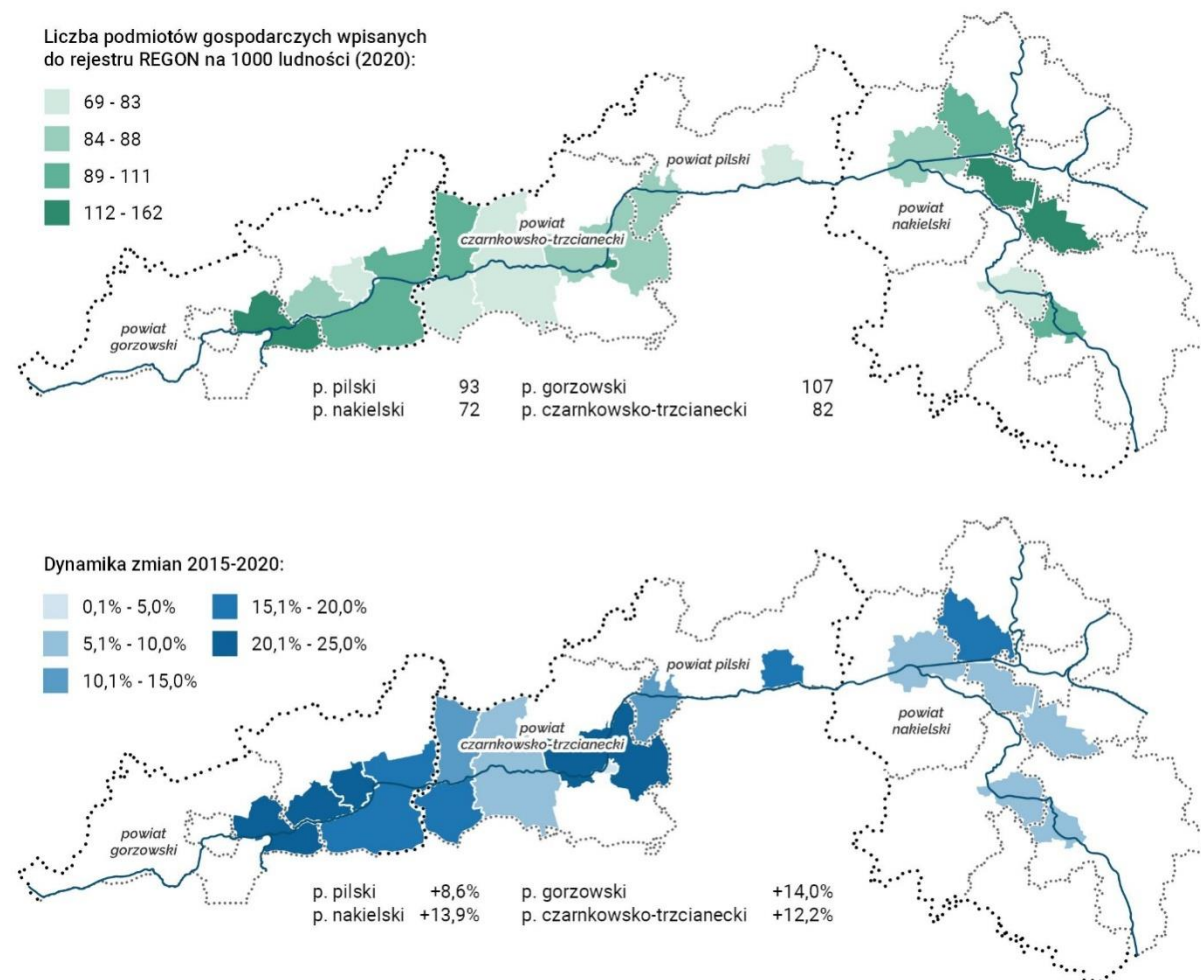 Liczba podmiotów gospodarczych wpisanych
do rejestru REGON na 1000 ludności (2020):
69 - 83
84 - 88
89 - 111
112 - 162
powiat pilski
powiat
czarnkowsko-trzcianecki
powiat
nakielski
powiat
gorzowski
p. pilski 93 p. gorzowski 107
p. nakielski 72 p. czarnkowsko-trzcianecki 82
Dynamika zmian 2015-2020:
0,1% - 5,0% 15,1% - 20,0%
5,1% - 10,0% 20,1% - 25,0%
10,1% - 15,0%
powiat pilski
powiat
czarnkowsko-trzcianecki
powiat
nakielski
powiat
gorzowski
p. pilski +8,6% p. gorzowski +14,0%
p. nakielski +13,9% p. czarnkowsko-trzcianecki +12,2%